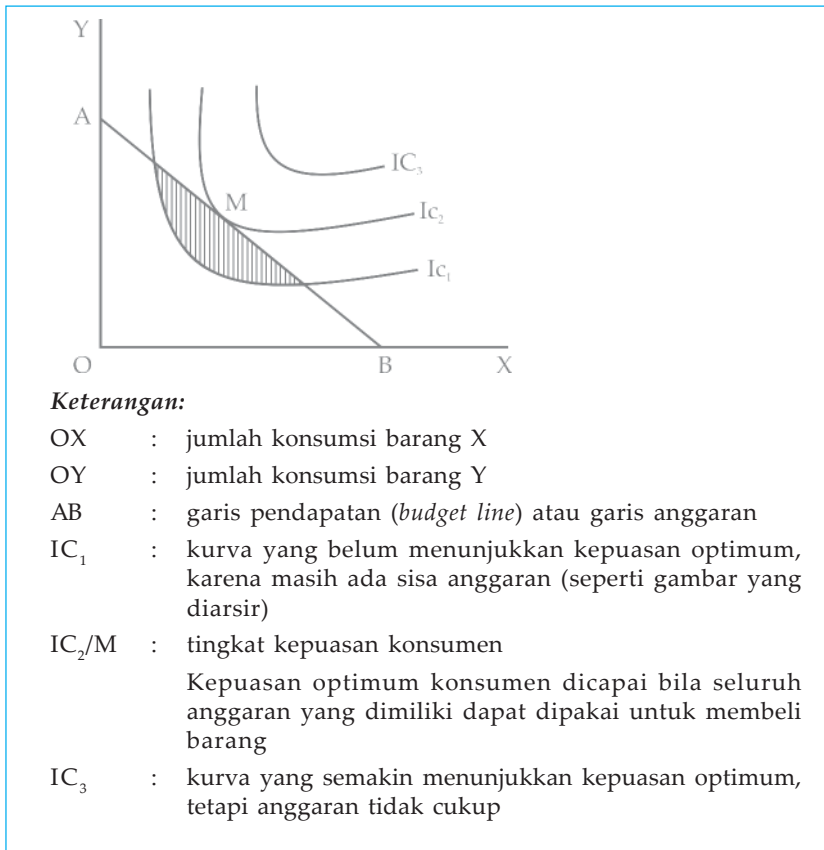 Y
A
IC₃
M
Ic₂
Ic₁
O
B
X
Keterangan:
OX : jumlah konsumsi barang X
OY : jumlah konsumsi barang Y
AB : garis pendapatan (budget line) atau garis anggaran
IC₁ : kurva yang belum menunjukkan kepuasan optimum,
karena masih ada sisa anggaran (seperti gambar yang
diarsir)
IC₂/M : tingkat kepuasan konsumen
Kepuasan optimum konsumen dicapai bila seluruh
anggaran yang dimiliki dapat dipakai untuk membeli
barang
IC₃ : kurva yang semakin menunjukkan kepuasan optimum,
tetapi anggaran tidak cukup